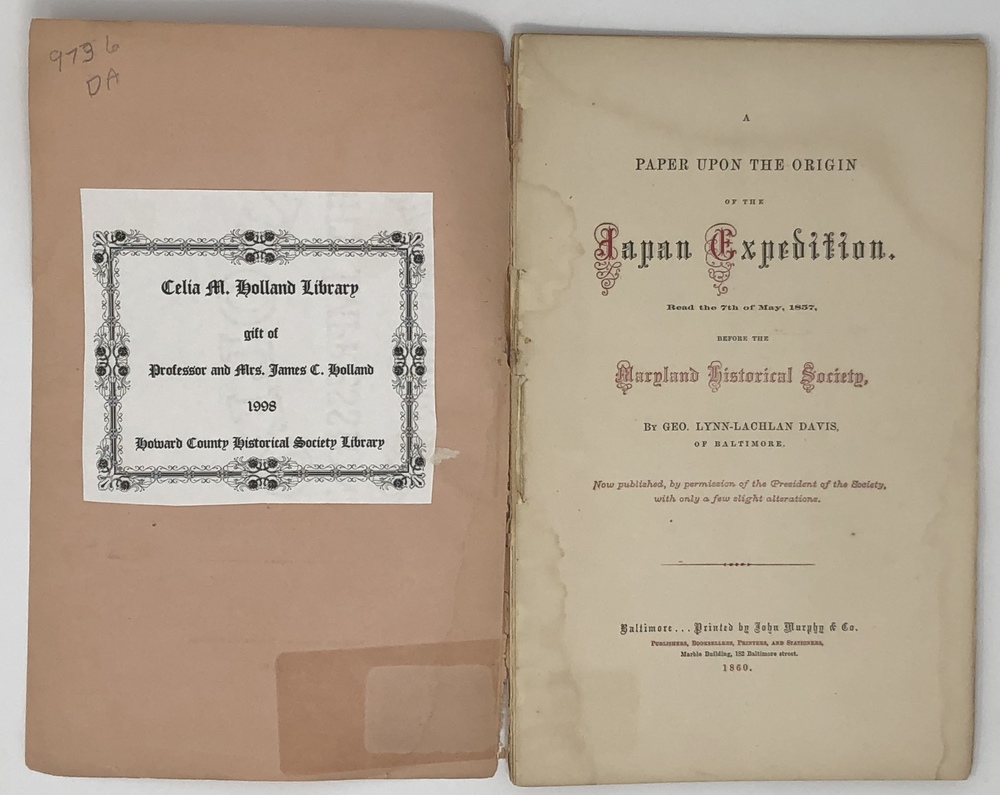 9736
DA
Celia M. Holland Library
gift of
Professor and Mrs. James C. Holland
1998
Howard County Historical Society Library
A
PAPER UPON THE ORIGIN
OF THE
Japan Expedition.
Read the 7th of May, 1857,
BEFORE THE
Maryland Historical Society,
BY GEO. LYNN-LACHLAN DAVIS,
OF BALTIMORE.
Now published, by permission of the President of the Society,
with only a few slight alterations.
Baltimore... Printed by John Murphy & Co.
PUBLISHERS, BOOKSELLERS, PRINTERS, AND STATIONERS,
Marble Building, 182 Baltimore street.
1860.